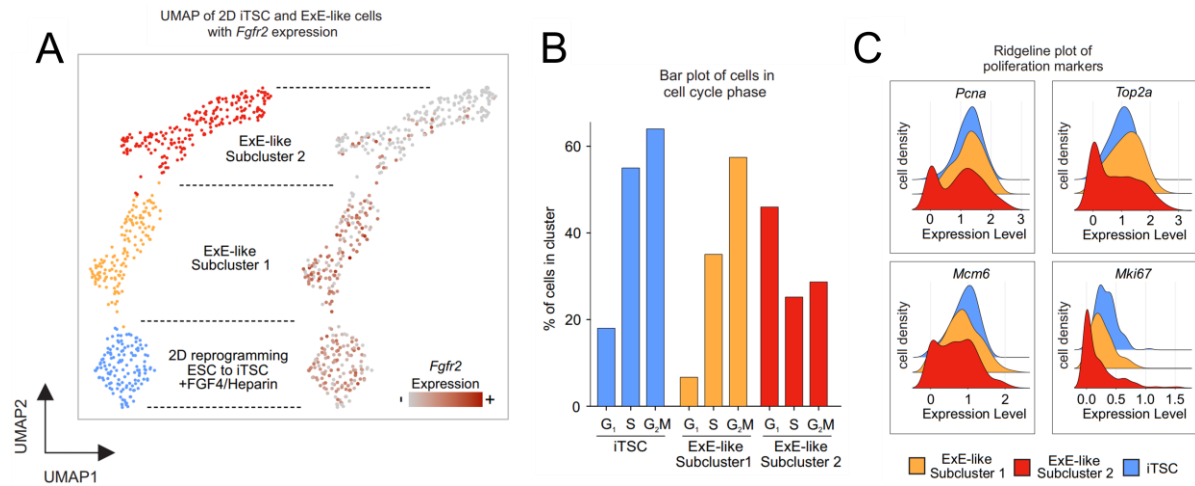 A
UMAP of 2D iTSC and ExE-like cells
with Fgfr2 expression
ExE-like
Subcluster 2
ExE-like
Subcluster 1
2D reprogramming
ESC to iTSC
+FGF4/Heparin
Fgfr2
Expression
- +
UMAP2
UMAP1
B
Bar plot of cells in
cell cycle phase
% of cells in cluster
60
40
20
0
G₁ S G₂M G₁ S G₂M G₁ S G₂M
iTSC
ExE-like
Subcluster1
ExE-like
Subcluster 2
C
Ridgeline plot of
poliferation markers
Pcna
cell density
0 1 2 3
Expression Level
Top2a
cell density
0 1 2 3
Expression Level
Mcm6
cell density
0 1 2
Expression Level
Mki67
cell density
0.0 0.5 1.0 1.5
Expression Level
ExE-like
Subcluster 1
ExE-like
Subcluster 2
iTSC